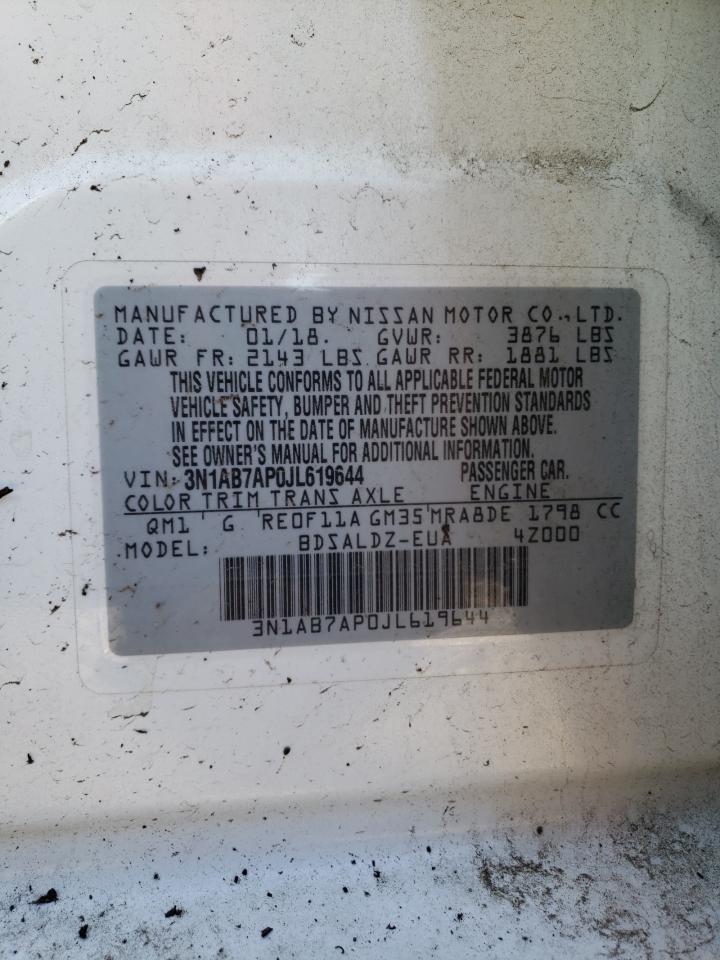 MANUFACTURED BY NISSAN MOTOR CO., LTD.
DATE: 01/18. GVWR: 3876 LBS
GAWR FR: 2143 LBS GAWR RR: 1881 LBS
THIS VEHICLE CONFORMS TO ALL APPLICABLE FEDERAL MOTOR
VEHICLE SAFETY, BUMPER AND THEFT PREVENTION STANDARDS
IN EFFECT ON THE DATE OF MANUFACTURE SHOWN ABOVE.
SEE OWNER'S MANUAL FOR ADDITIONAL INFORMATION.
VIN: 3N1AB7AP0JL619644 PASSENGER CAR.
COLOR TRIM TRANS AXLE ENGINE
QM1 G RE0F11A GM35 MRA8DE 1798 CC
MODEL: BDSALDZ-EUA 4Z000
3N1AB7AP0JL619644